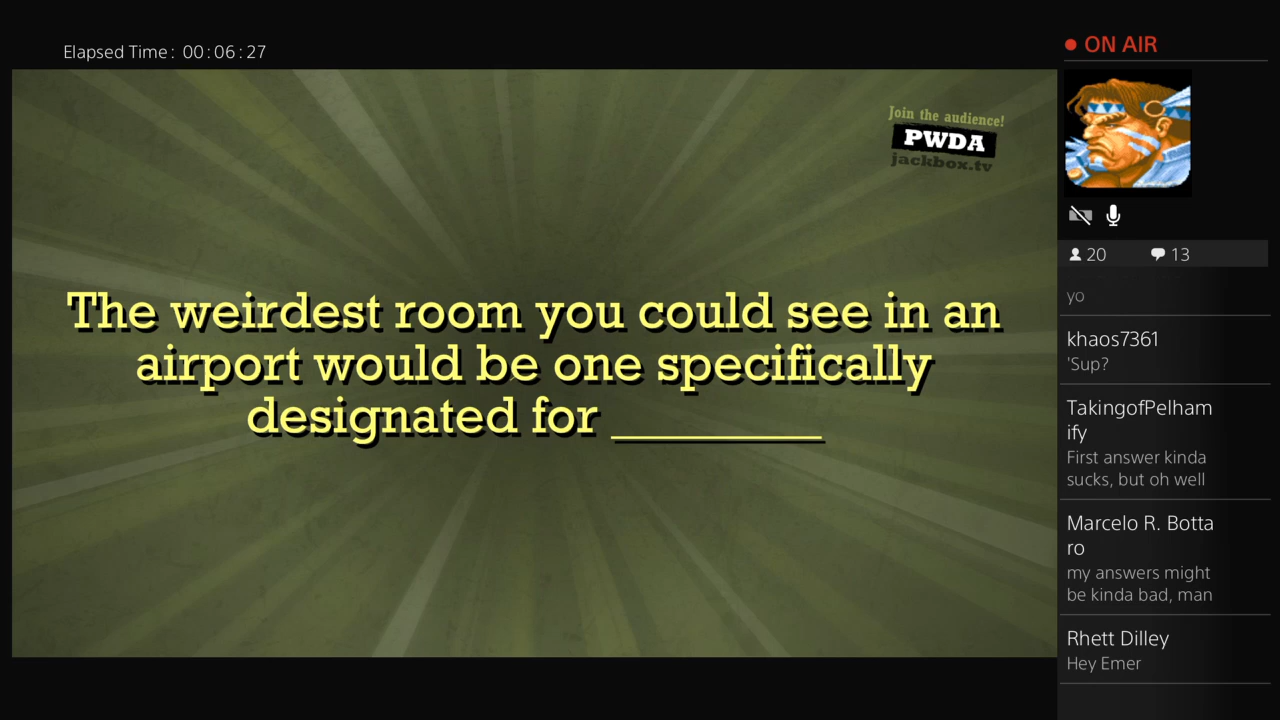 Elapsed Time: 00:06:27
ON AIR
Join the audience!
PWDA
jackbox.tv
The weirdest room you could see in an
airport would be one specifically
designated for ________
20
13
yo
khaos7361
'Sup?
TakingofPelham
ify
First answer kinda
sucks, but oh well
Marcelo R. Botta
ro
my answers might
be kinda bad, man
Rhett Dilley
Hey Emer